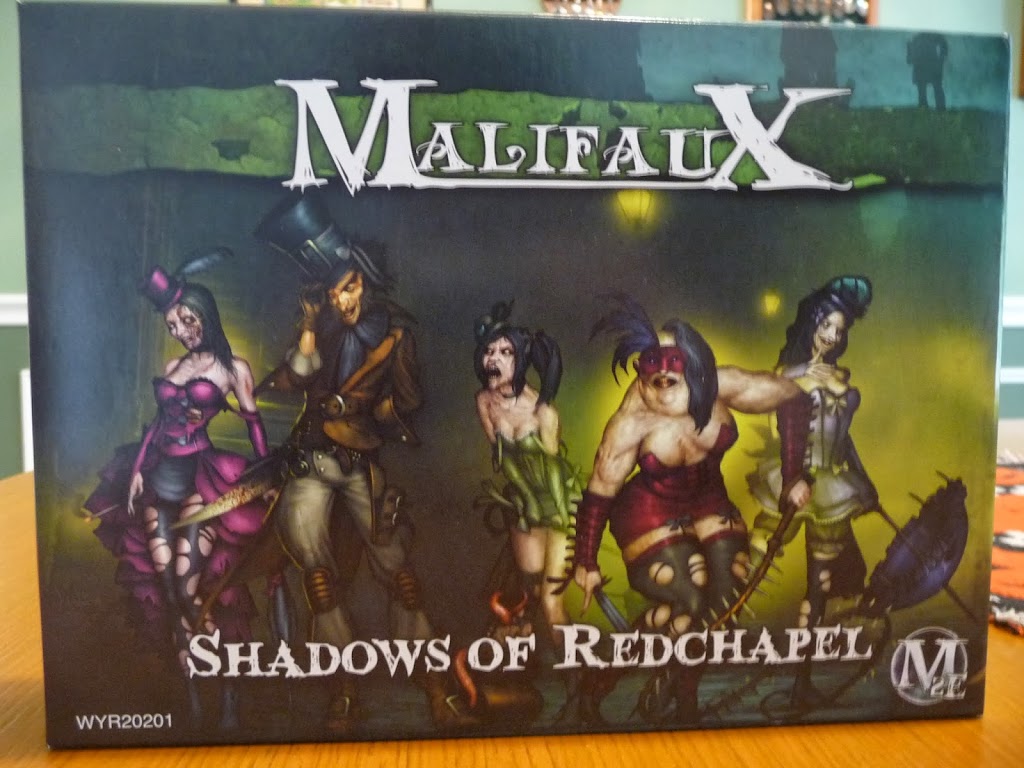 MALIFAUX
SHADOWS OF REDCHAPEL
M2E
WYR20201